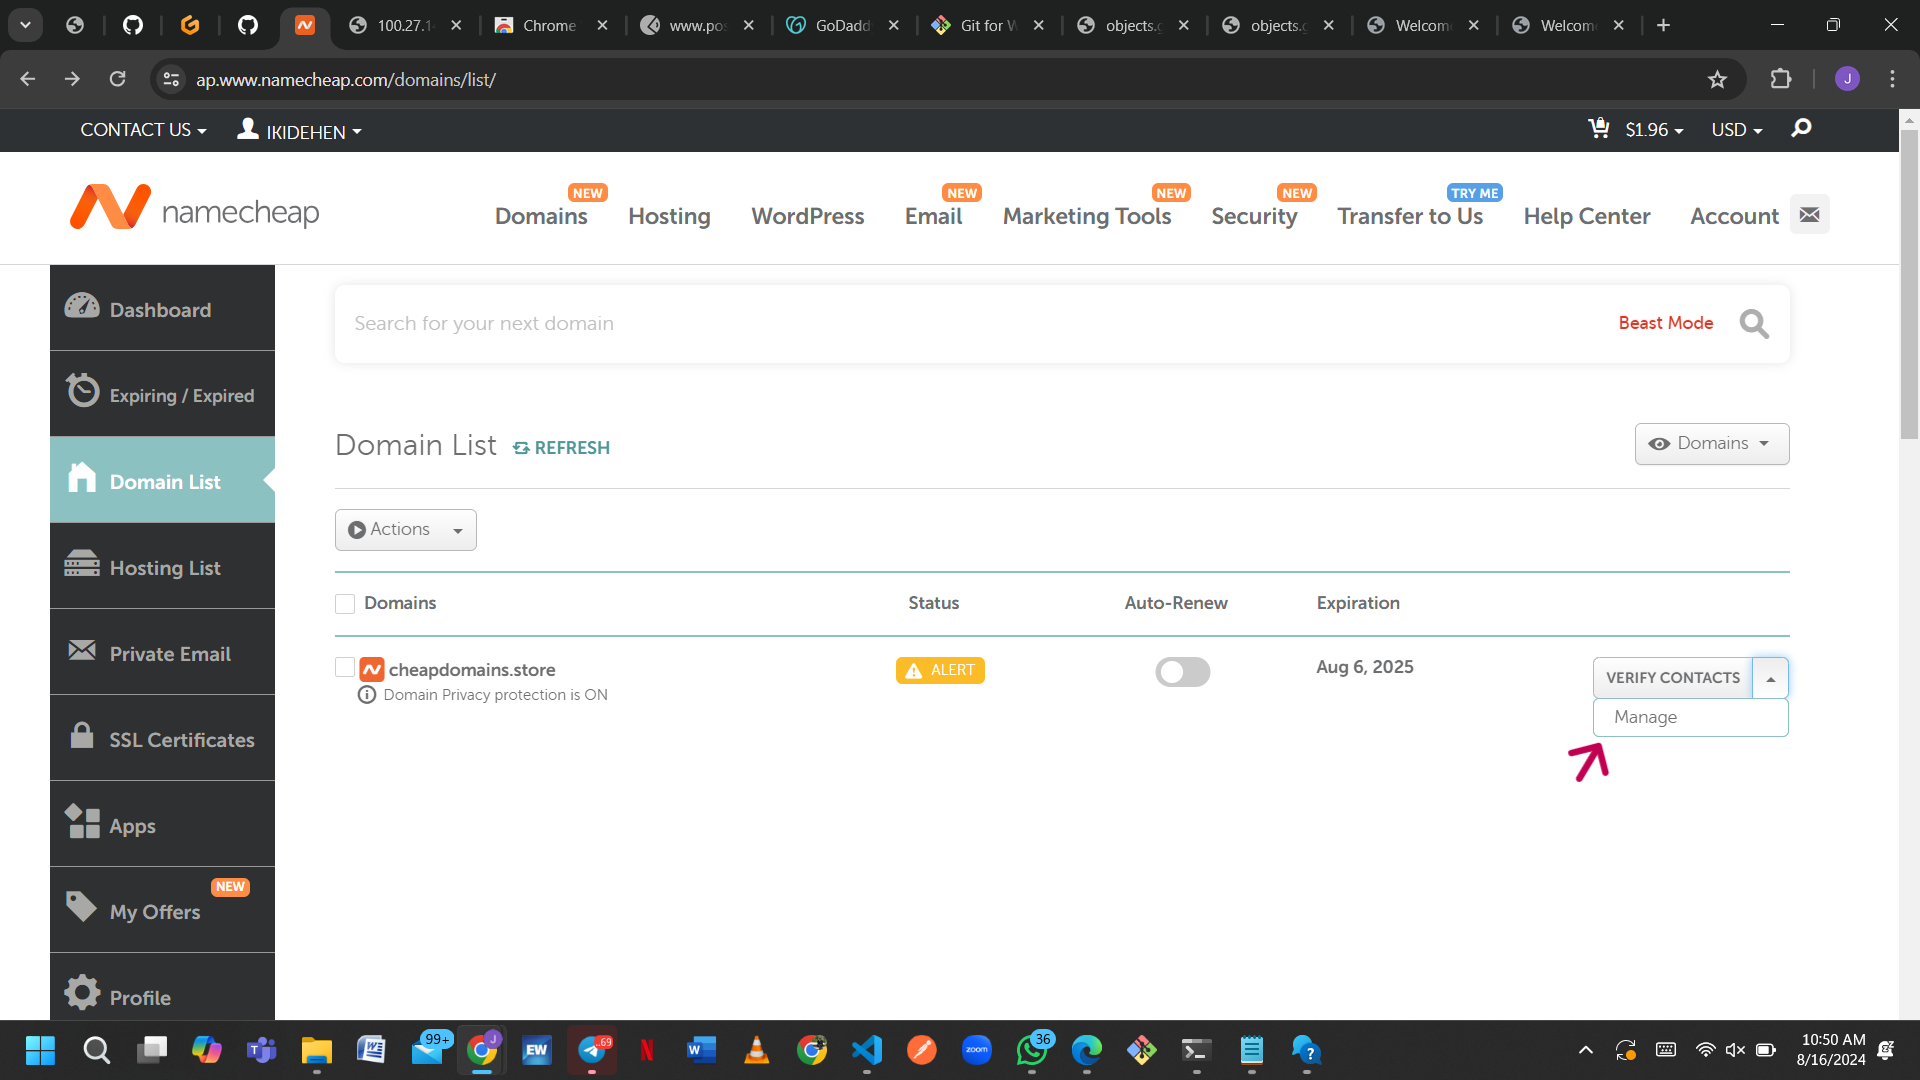 100.27.1
Chrome
www.pos
GoDadd
Git for W
objects.g
objects.g
Welcom
Welcom
ap.www.namecheap.com/domains/list/
J
CONTACT US
IKIDEHEN
$1.96
USD
namecheap
NEW
NEW
NEW
NEW
TRY ME
Domains
Hosting
WordPress
Email
Marketing Tools
Security
Transfer to Us
Help Center
Account
Dashboard
Expiring / Expired
Domain List
Hosting List
Private Email
SSL Certificates
Apps
NEW
My Offers
Profile
Search for your next domain
Beast Mode
Domain List
REFRESH
Domains
Actions
Domains
Status
Auto-Renew
Expiration
cheapdomains.store
ALERT
Aug 6, 2025
VERIFY CONTACTS
Domain Privacy protection is ON
Manage
99+
J
EW
69
N
W
zoom
36
10:50 AM
8/16/2024